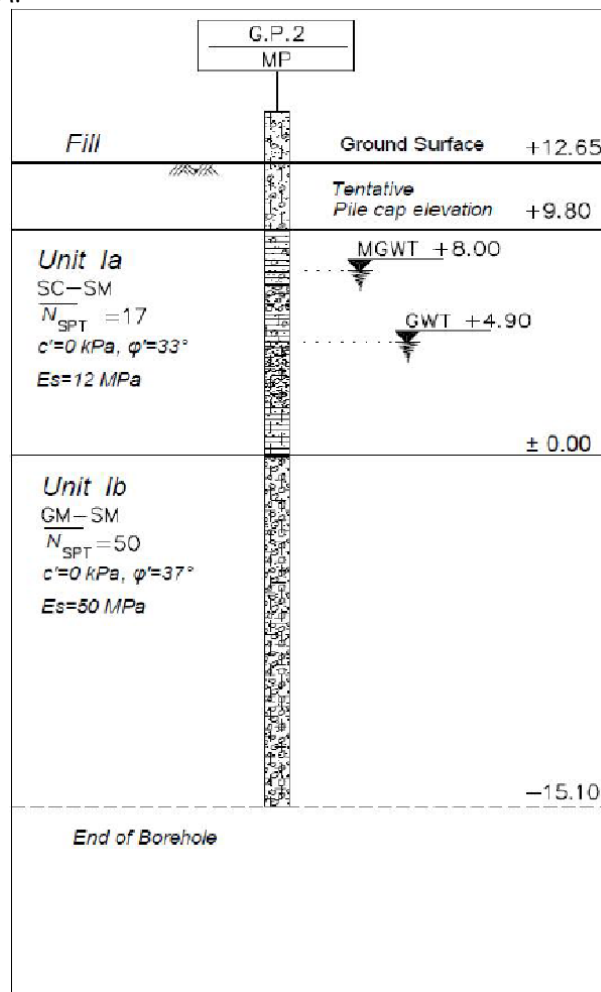 G.P.2
MP
Fill
Ground Surface +12.65
Tentative
Pile cap elevation +9.80
Unit Ia
SC-SM
N SPT =17
c'=0 kPa, φ'=33°
Es=12 MPa
MGWT +8.00
GWT +4.90
± 0.00
Unit Ib
GM-SM
N SPT =50
c'=0 kPa, φ'=37°
Es=50 MPa
−15.10
End of Borehole